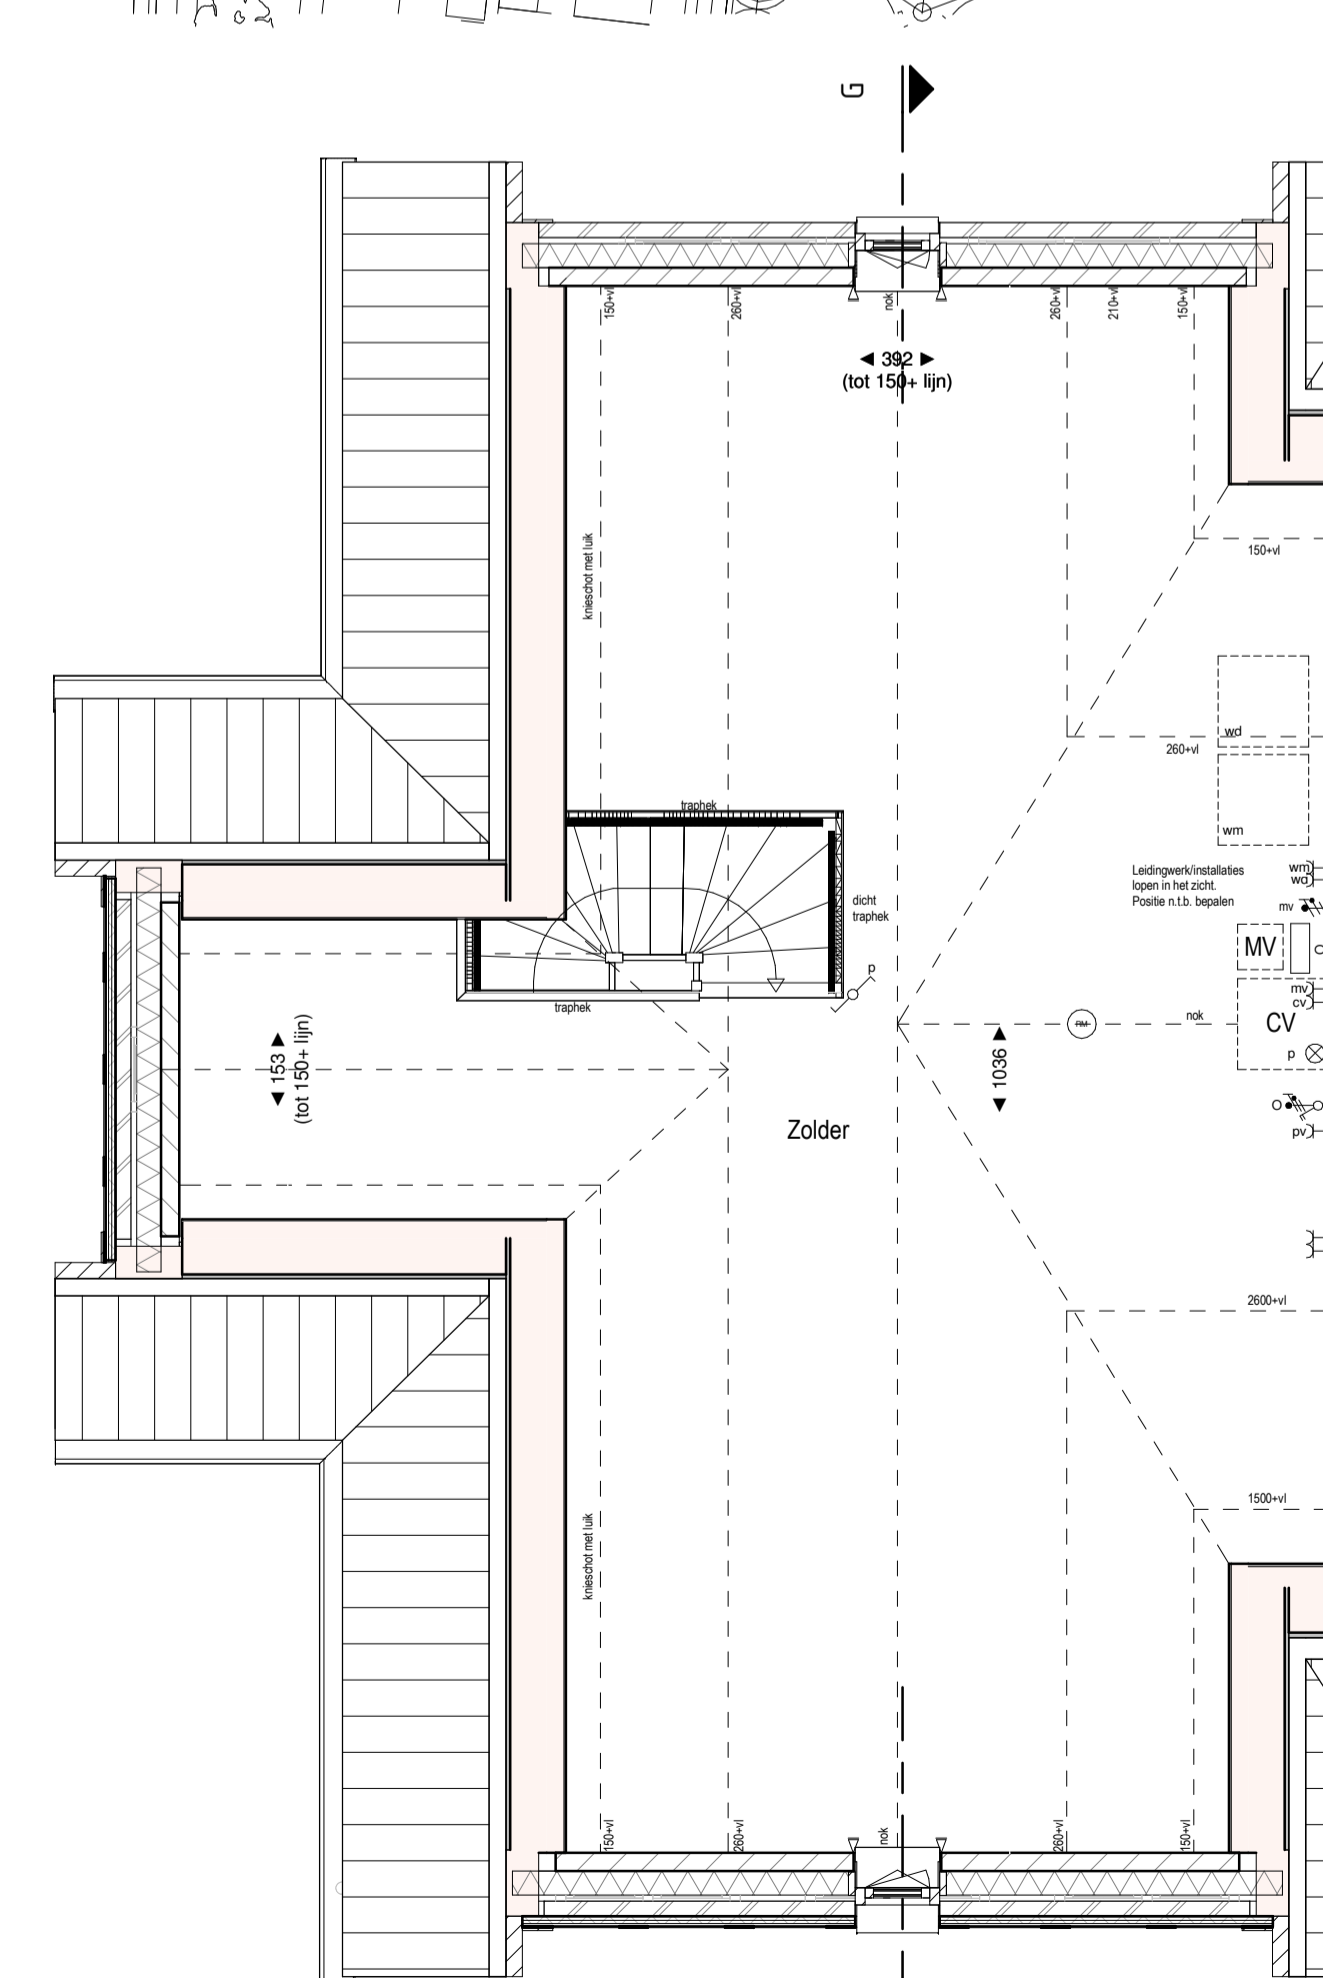 G
150+vl
260+vl
nok
260+vl
210+vl
150+vl
◄ 392 ►
(tot 150+ lijn)
knieschot met luik
150+vl
wd
260+vl
wm
traphek
Leidingwerk/installaties
lopen in het zicht.
Positie n.t.b. bepalen
wm
wd
mv
dicht
traphek
MV
p
mv
cv
traphek
nok
RM
CV
p
◄ 153 ►
(tot 150+ lijn)
◄ 1036 ►
Zolder
pv
2600+vl
1500+vl
knieschot met luik
150+vl
260+vl
nok
260+vl
150+vl